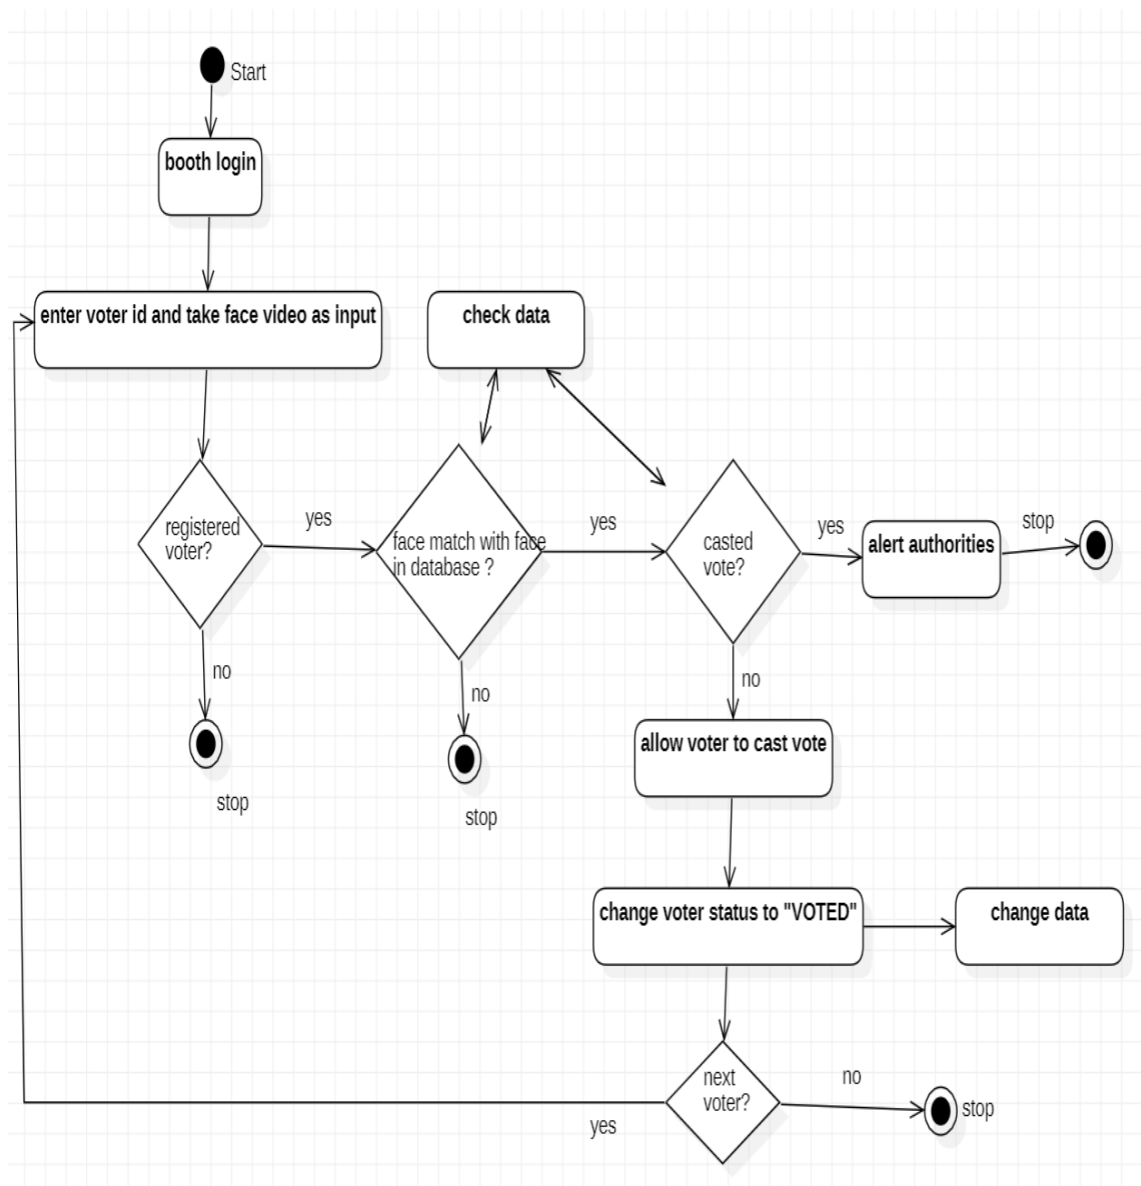 Start
booth login
enter voter id and take face video as input
check data
registered
voter?
yes
face match with face
in database ?
yes
casted
vote?
yes
alert authorities
stop
no
stop
no
stop
no
allow voter to cast vote
change voter status to "VOTED"
change data
next
voter?
no
stop
yes